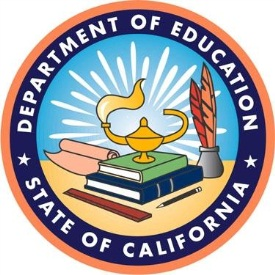 DEPARTMENT OF EDUCATION
STATE OF CALIFORNIA